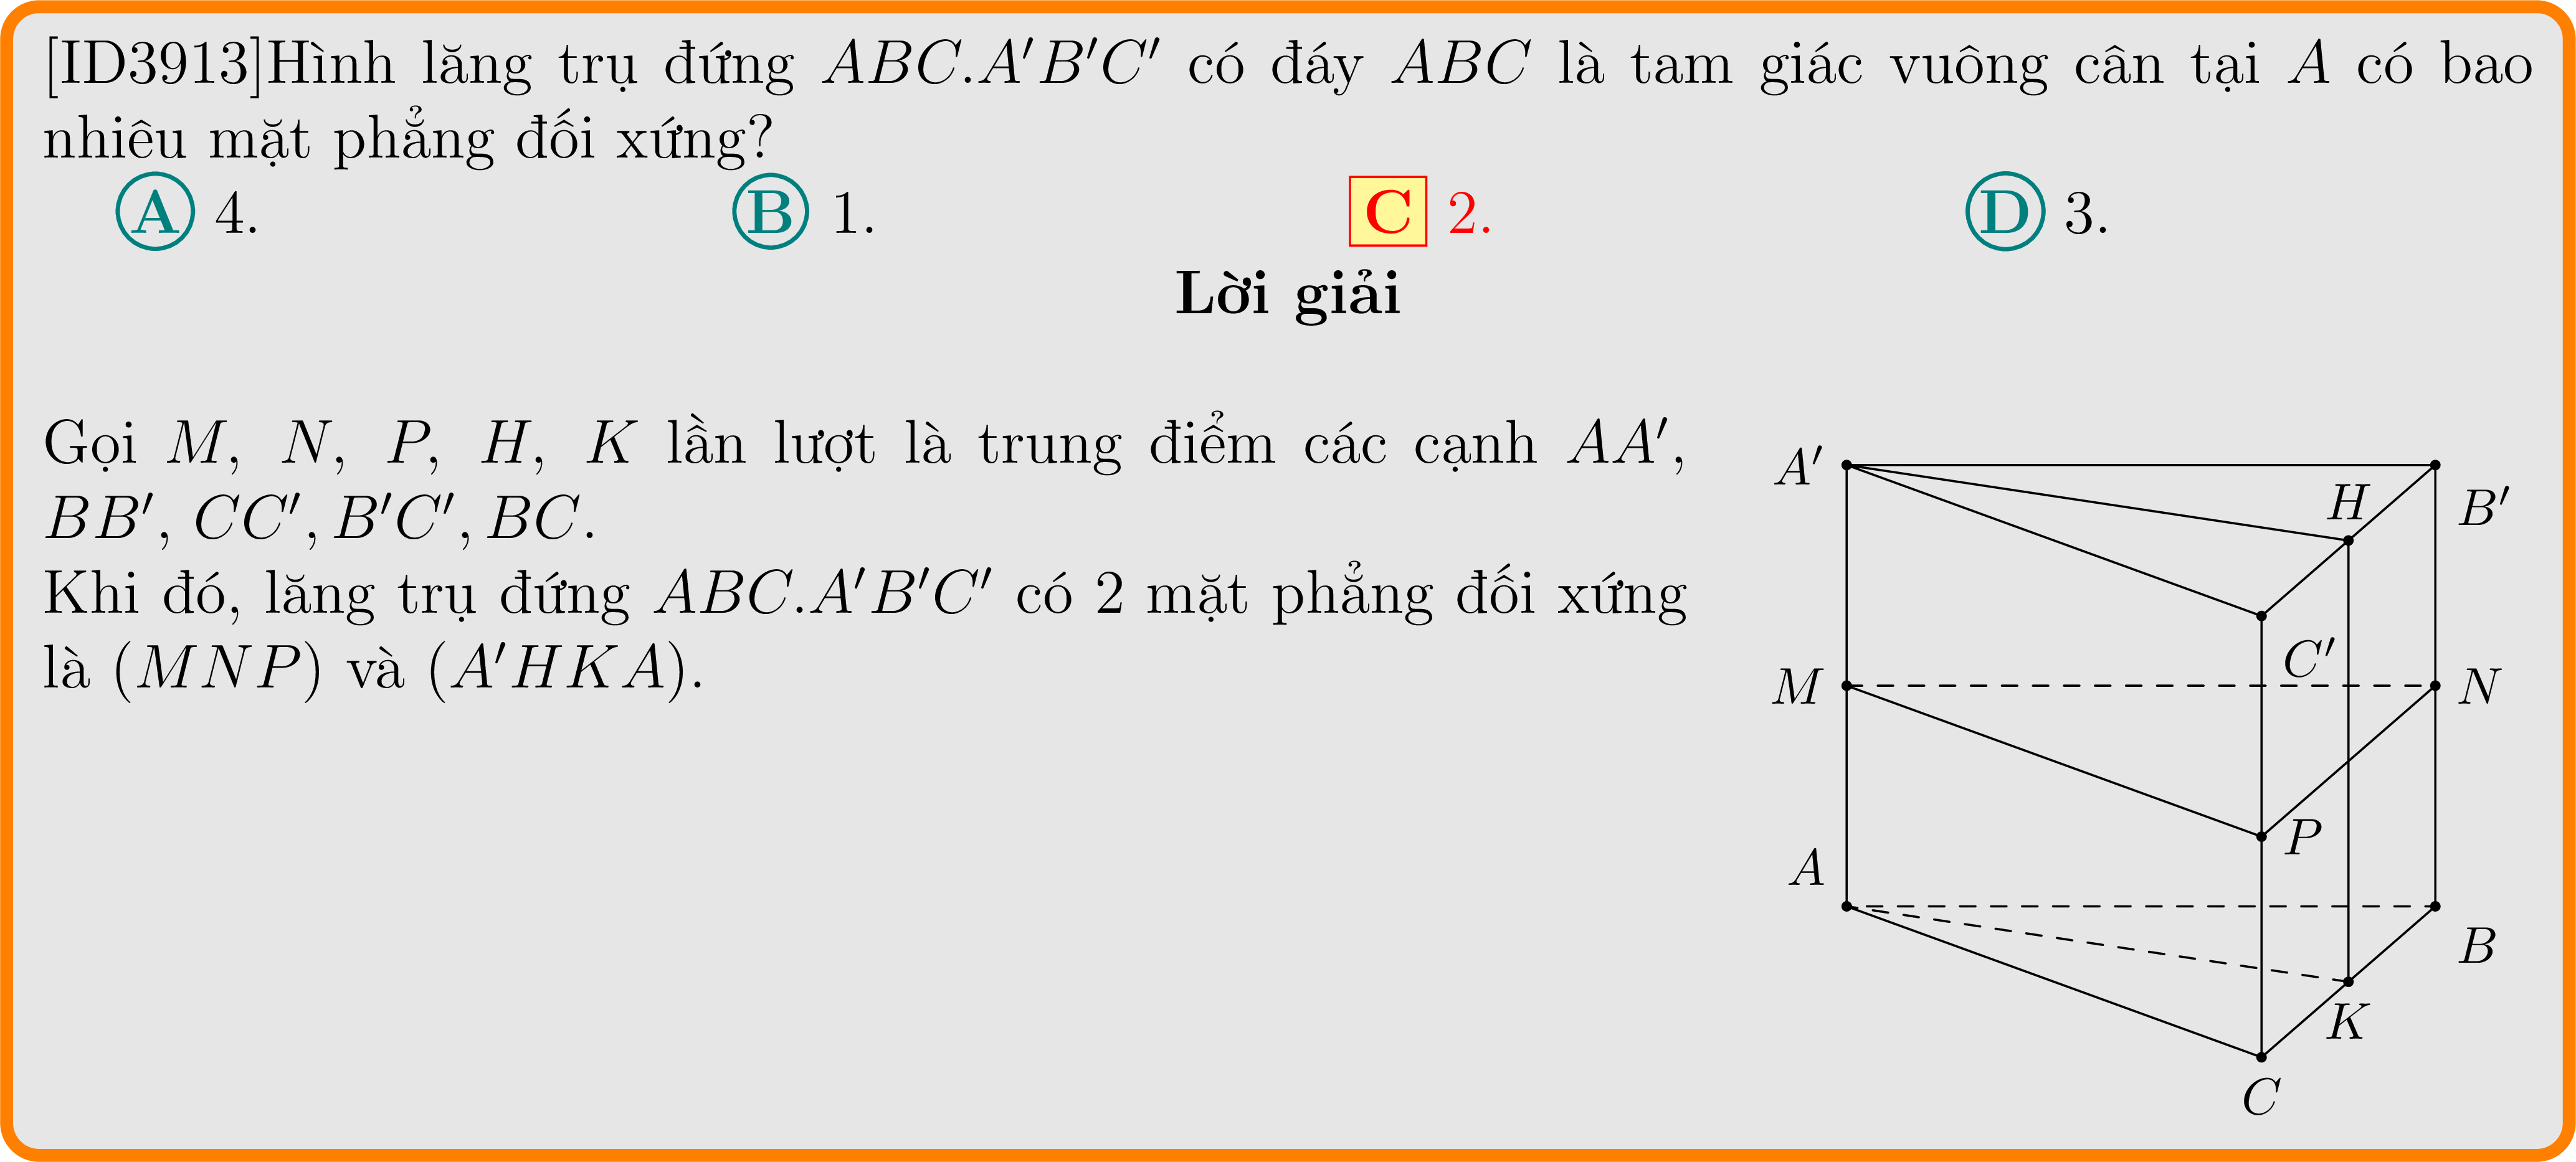 [ID3913]Hình lăng trụ đứng ABC.A′B′C′ có đáy ABC là tam giác vuông cân tại A có bao
nhiêu mặt phẳng đối xứng?
A 4. B 1. C 2. D 3.
Lời giải
Gọi M, N, P, H, K lần lượt là trung điểm các cạnh AA′,
BB′, CC′, B′C′, BC.
Khi đó, lăng trụ đứng ABC.A′B′C′ có 2 mặt phẳng đối xứng
là (MNP) và (A′HKA).
A′
H
B′
C′
M
N
P
A
B
K
C